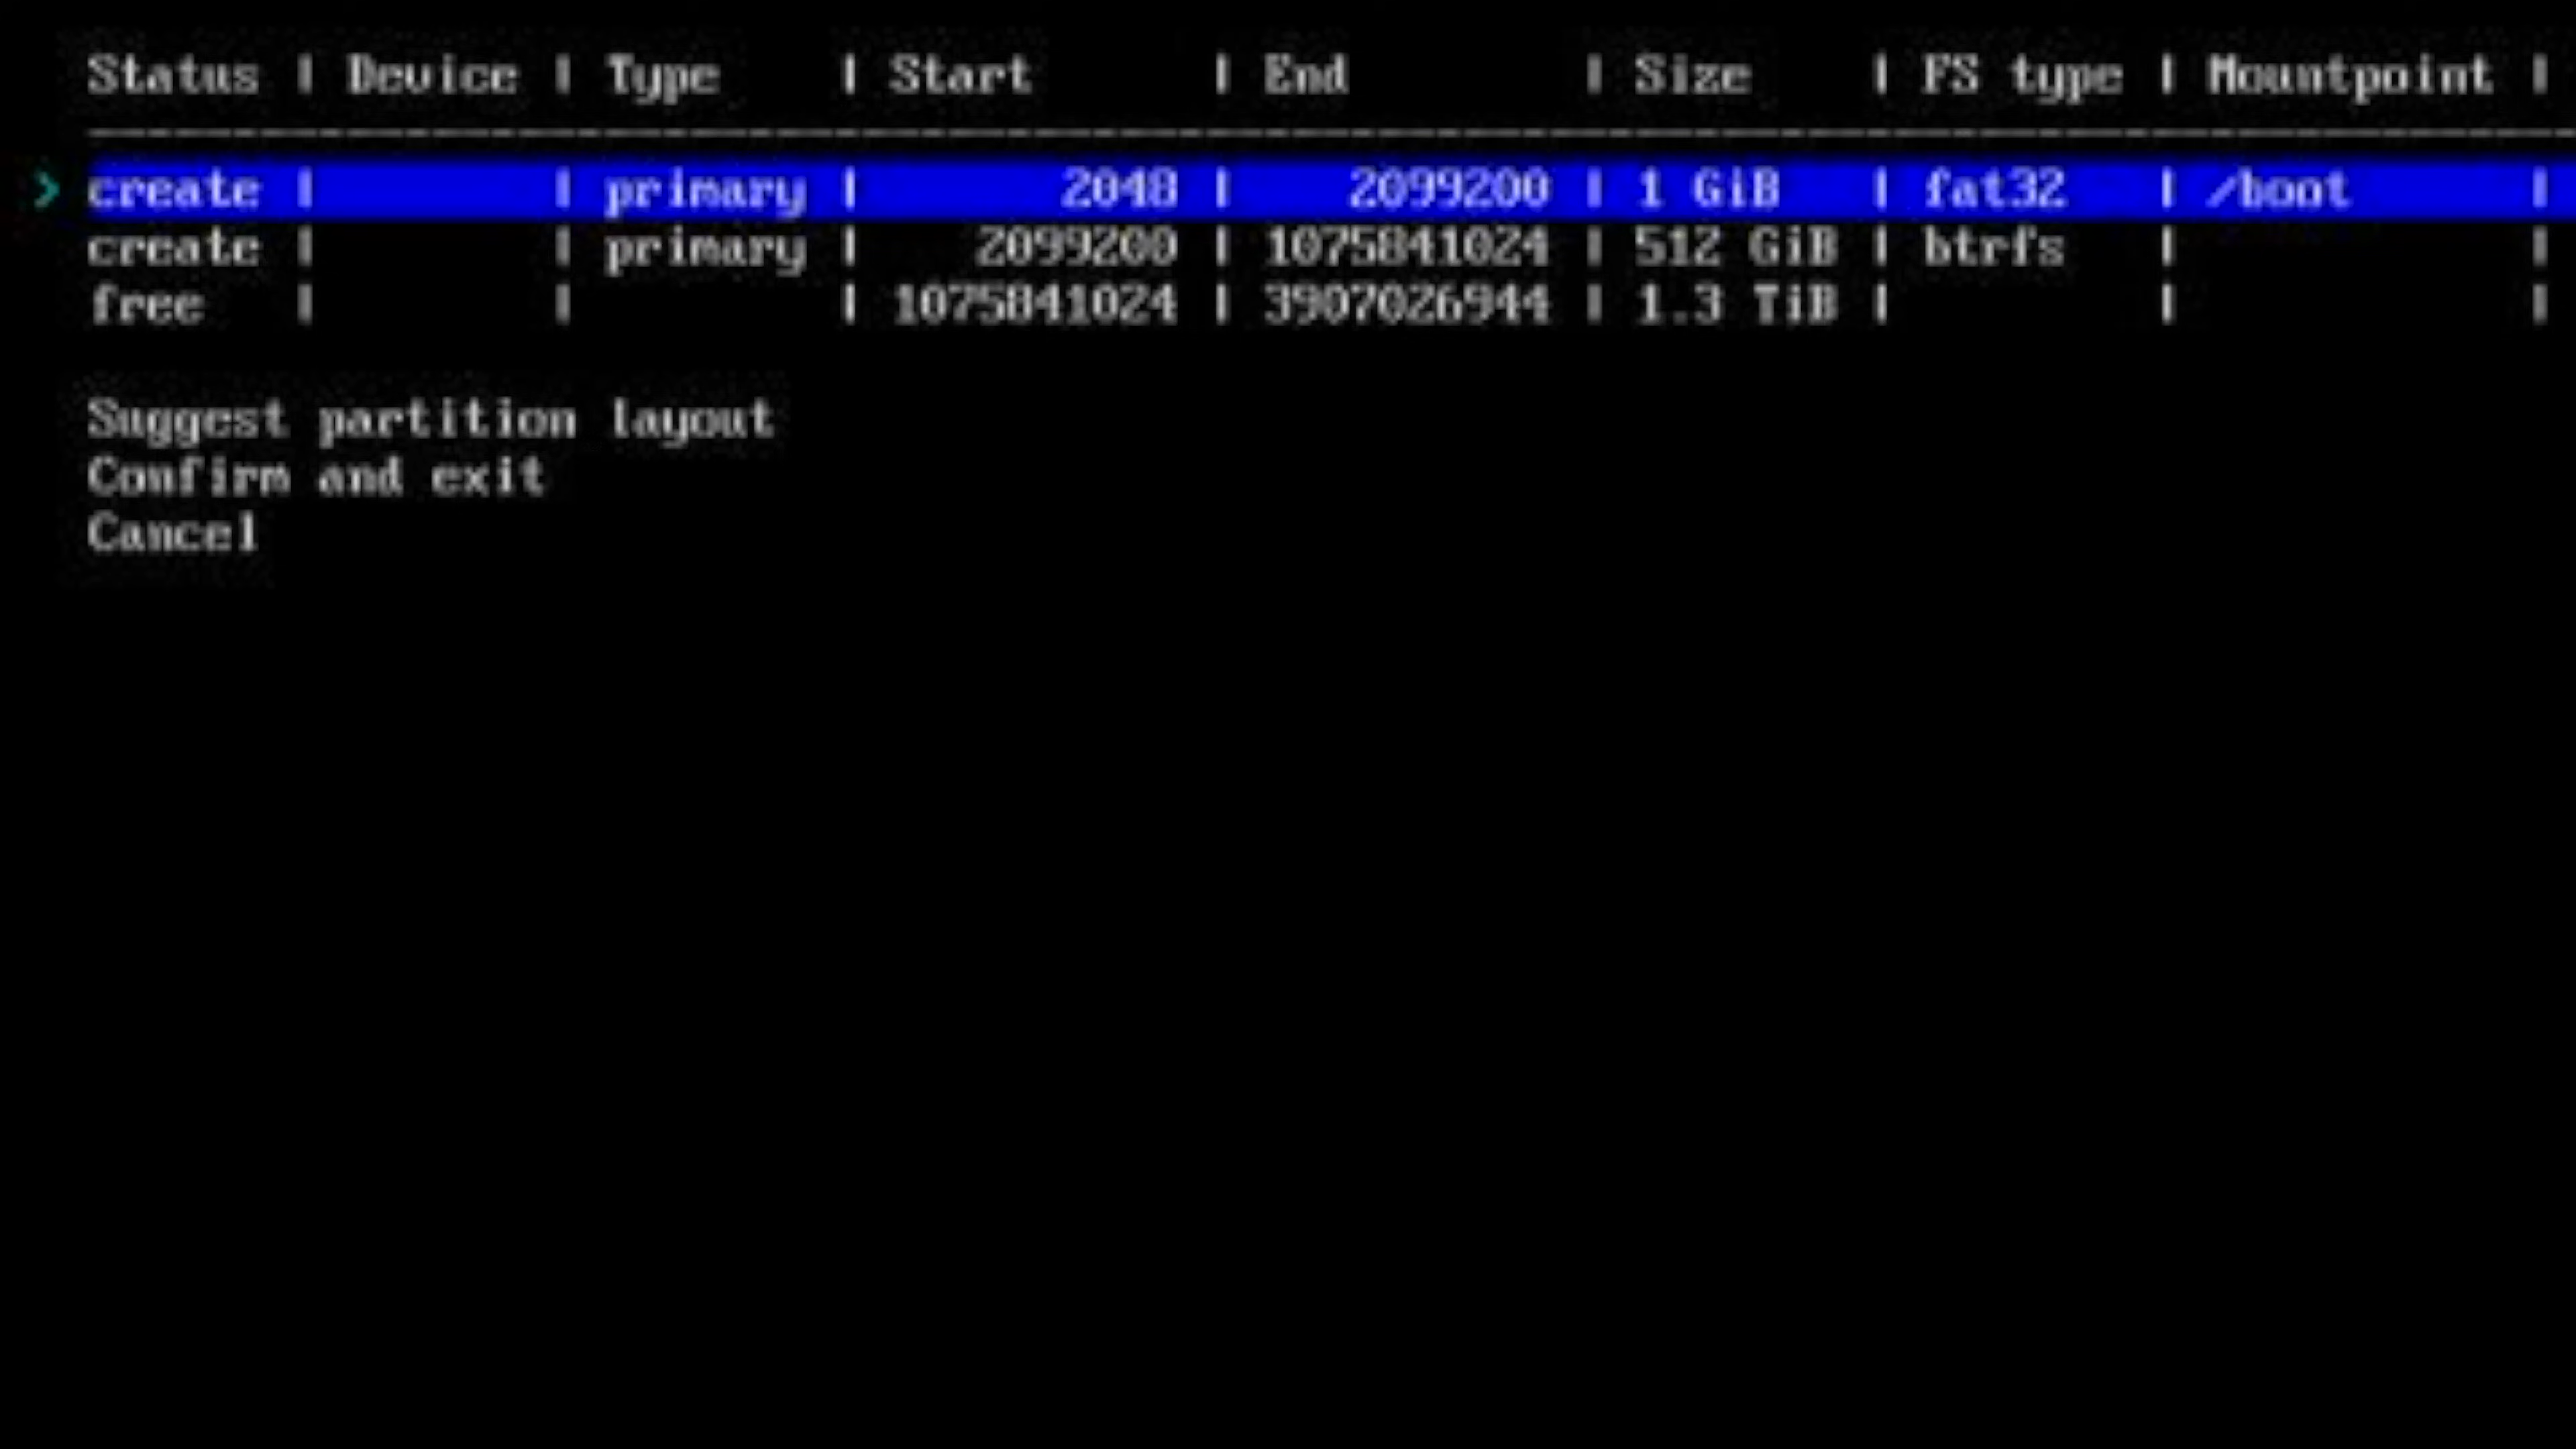 Status | Device | Type | Start | End | Size | FS type | Mountpoint |
> create | | primary | 2048 | 2099200 | 1 GiB | fat32 | /boot |
create | | primary | 2099200 | 1075841024 | 512 GiB | btrfs | |
free | | | 1075841024 | 3907026944 | 1.3 TiB | | |
Suggest partition layout
Confirm and exit
Cancel